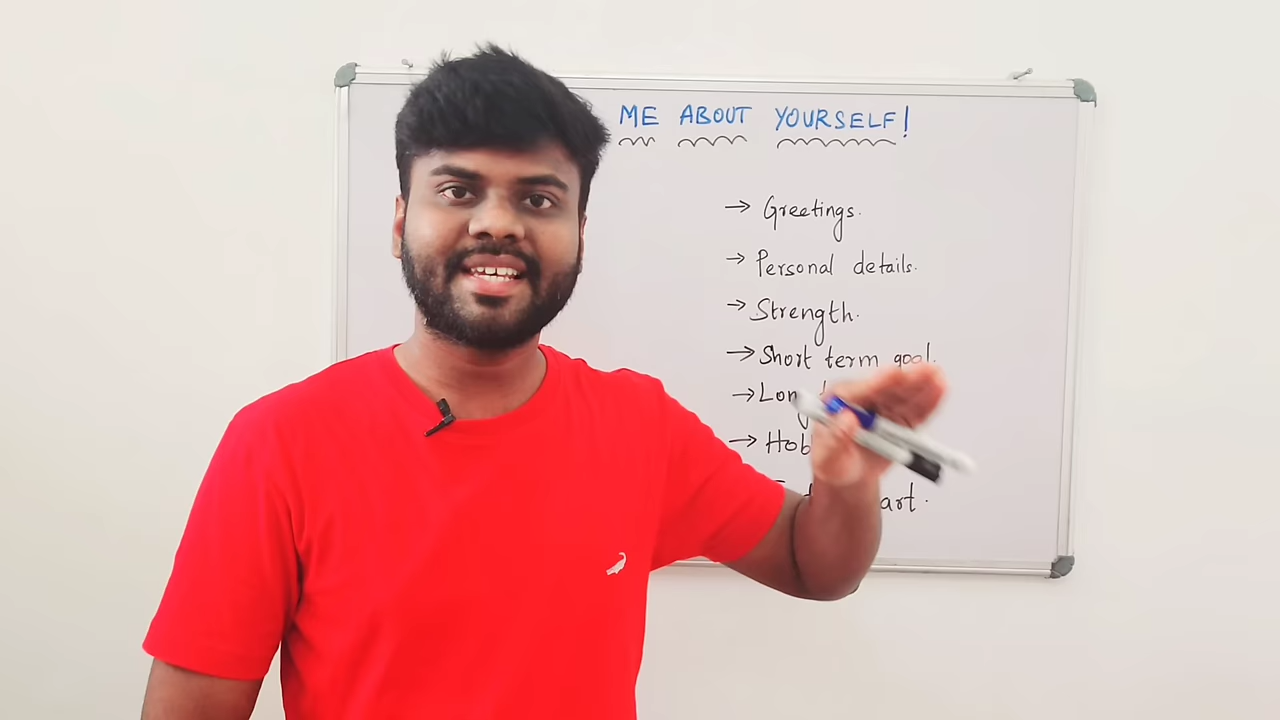 ME ABOUT YOURSELF!
→ Greetings.
→ Personal details.
→ Strength.
→ Short term goal.
→ Lon
→ Hob
art.